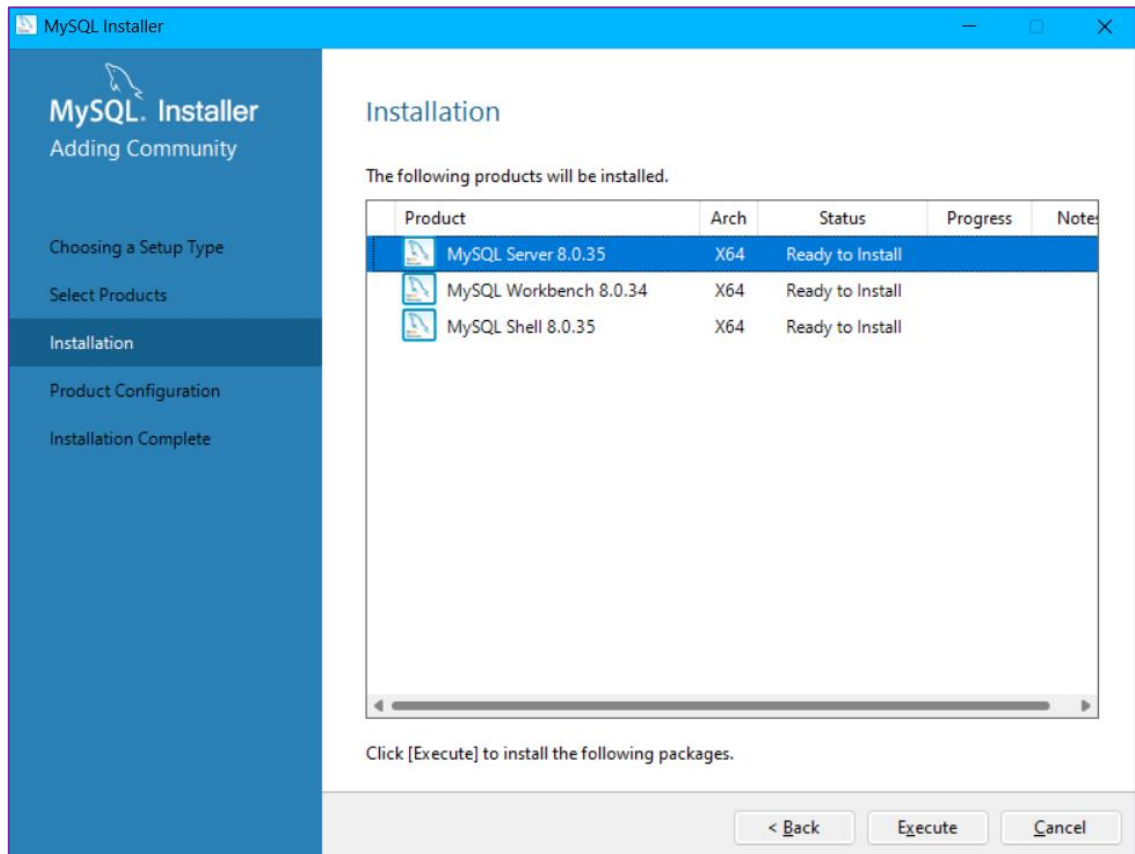 MySQL Installer
MySQL. Installer
Adding Community
Choosing a Setup Type
Select Products
Installation
Product Configuration
Installation Complete
Installation
The following products will be installed.
Product Arch Status Progress Notes
MySQL Server 8.0.35 X64 Ready to Install
MySQL Workbench 8.0.34 X64 Ready to Install
MySQL Shell 8.0.35 X64 Ready to Install
Click [Execute] to install the following packages.
< Back Execute Cancel